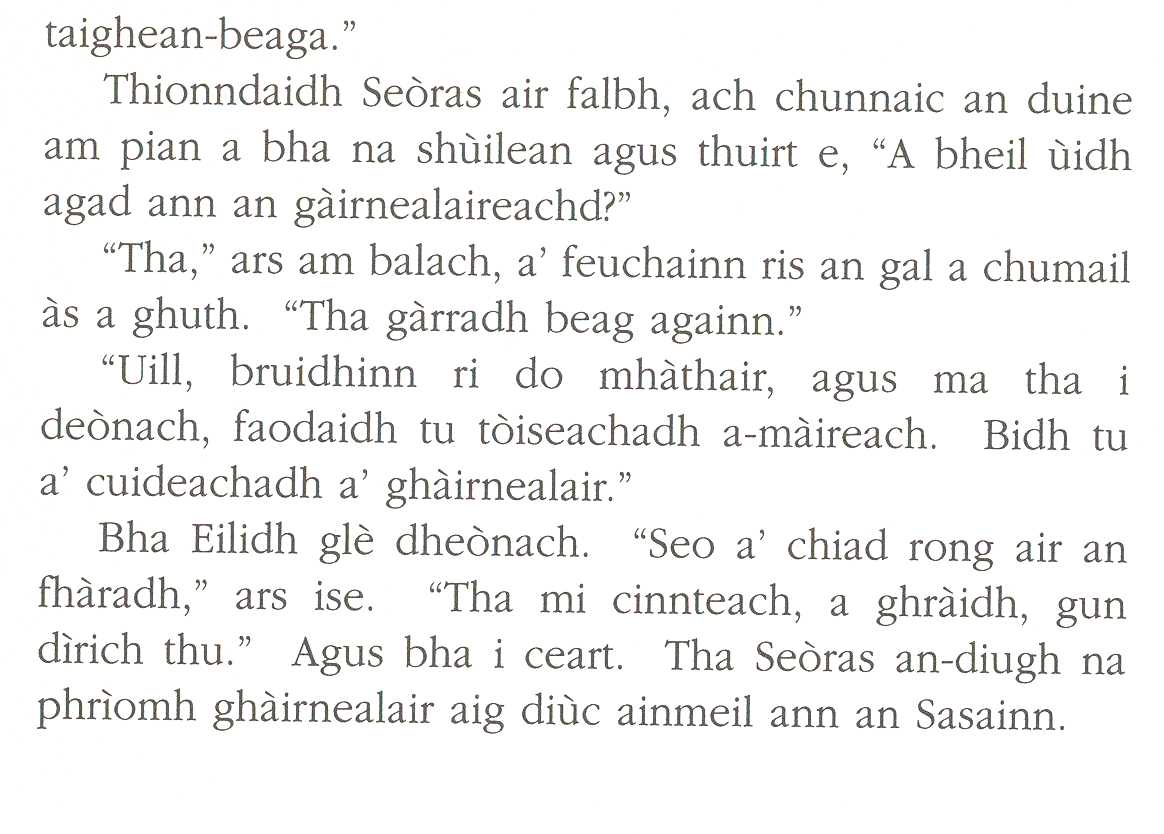 taighean-beaga.”
Thionndaidh Seòras air falbh, ach chunnaic an duine
am pian a bha na shùilean agus thuirt e, “A bheil ùidh
agad ann an gàirnealaireachd?”
“Tha,” ars am balach, a’ feuchainn ris an gal a chumail
às a ghuth. “Tha gàrradh beag againn.”
“Uill, bruidhinn ri do mhàthair, agus ma tha i
deònach, faodaidh tu tòiseachadh a-màireach. Bidh tu
a’ cuideachadh a’ ghàirnealair.”
Bha Eilidh glè dheònach. “Seo a’ chiad rong air an
fhàradh,” ars ise. “Tha mi cinnteach, a ghràidh, gun
dìrich thu.” Agus bha i ceart. Tha Seòras an-diugh na
phrìomh ghàirnealair aig diùc ainmeil ann an Sasainn.